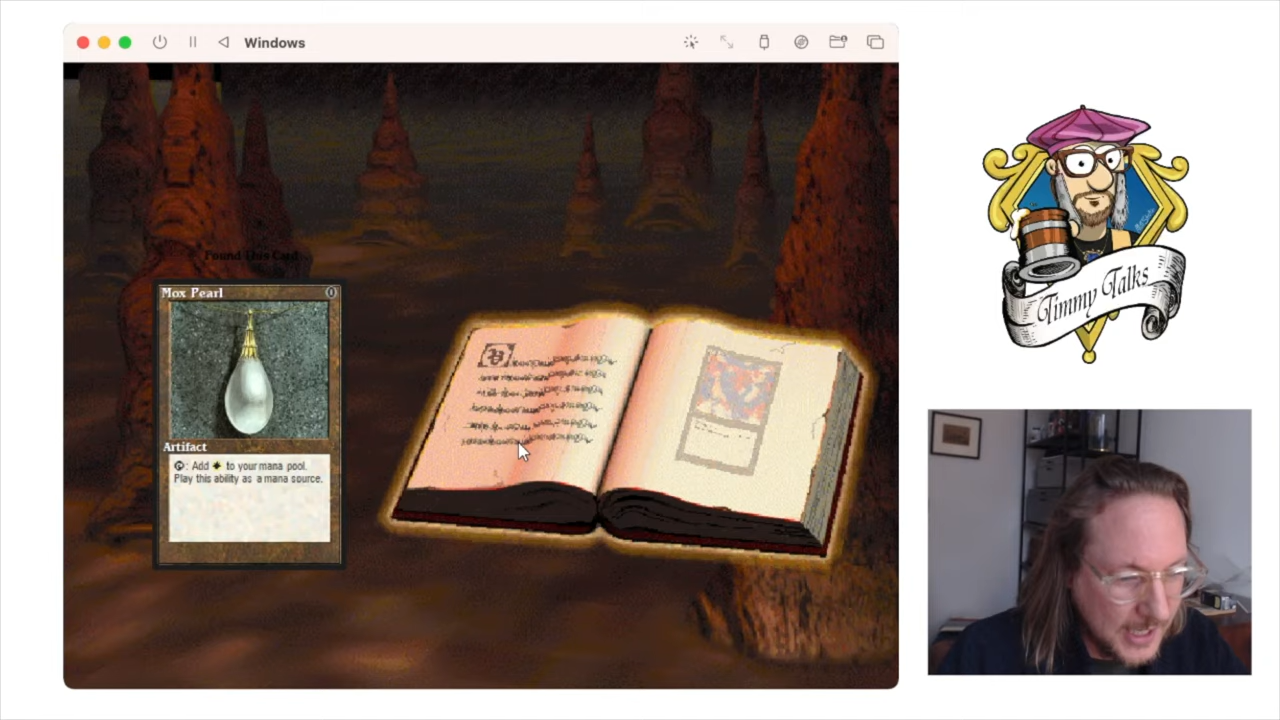 Windows
Found This Card
Mox Pearl
0
Artifact
: Add to your mana pool.
Play this ability as a mana source.
Timmy Talks